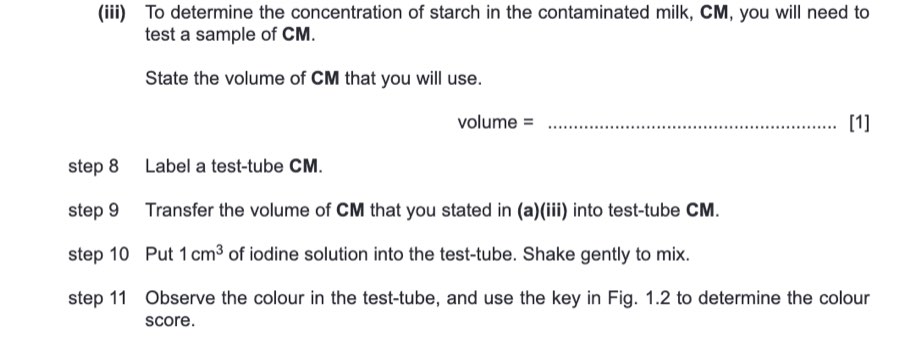 (iii) To determine the concentration of starch in the contaminated milk, CM, you will need to
test a sample of CM.
State the volume of CM that you will use.
volume = .......................................................... [1]
step 8 Label a test-tube CM.
step 9 Transfer the volume of CM that you stated in (a)(iii) into test-tube CM.
step 10 Put 1 cm³ of iodine solution into the test-tube. Shake gently to mix.
step 11 Observe the colour in the test-tube, and use the key in Fig. 1.2 to determine the colour
score.